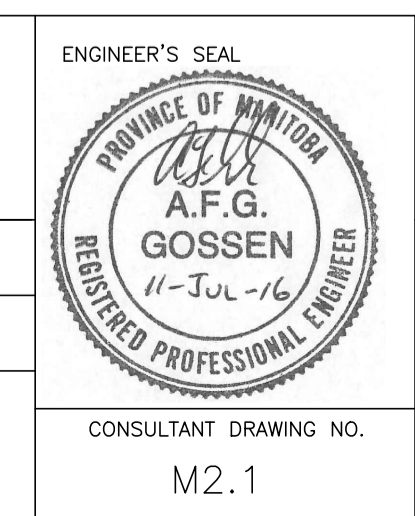 ENGINEER'S SEAL
PROVINCE OF MANITOBA
A.F.G.
GOSSEN
11-JUL-16
REGISTERED PROFESSIONAL ENGINEER
CONSULTANT DRAWING NO.
M2.1